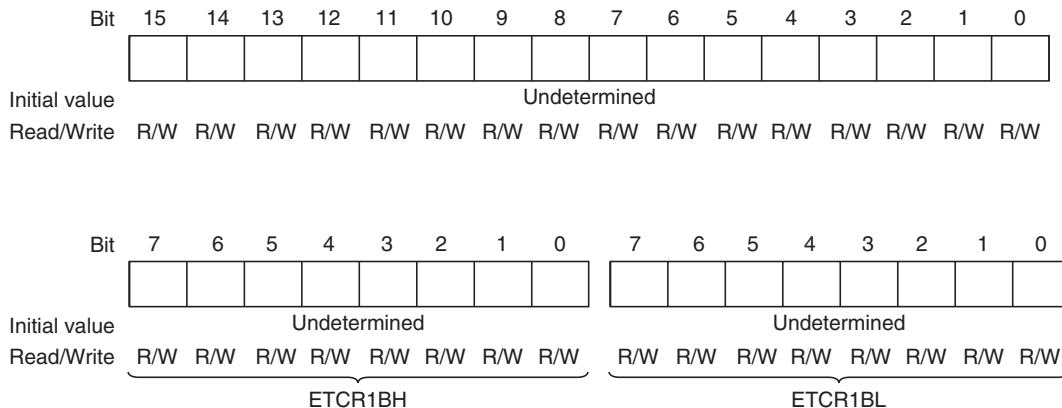 Bit 15 14 13 12 11 10 9 8 7 6 5 4 3 2 1 0
Initial value Undetermined
Read/Write R/W R/W R/W R/W R/W R/W R/W R/W R/W R/W R/W R/W R/W R/W R/W R/W
Bit 7 6 5 4 3 2 1 0 7 6 5 4 3 2 1 0
Initial value Undetermined Undetermined
Read/Write R/W R/W R/W R/W R/W R/W R/W R/W R/W R/W R/W R/W R/W R/W R/W R/W
ETCR1BH ETCR1BL